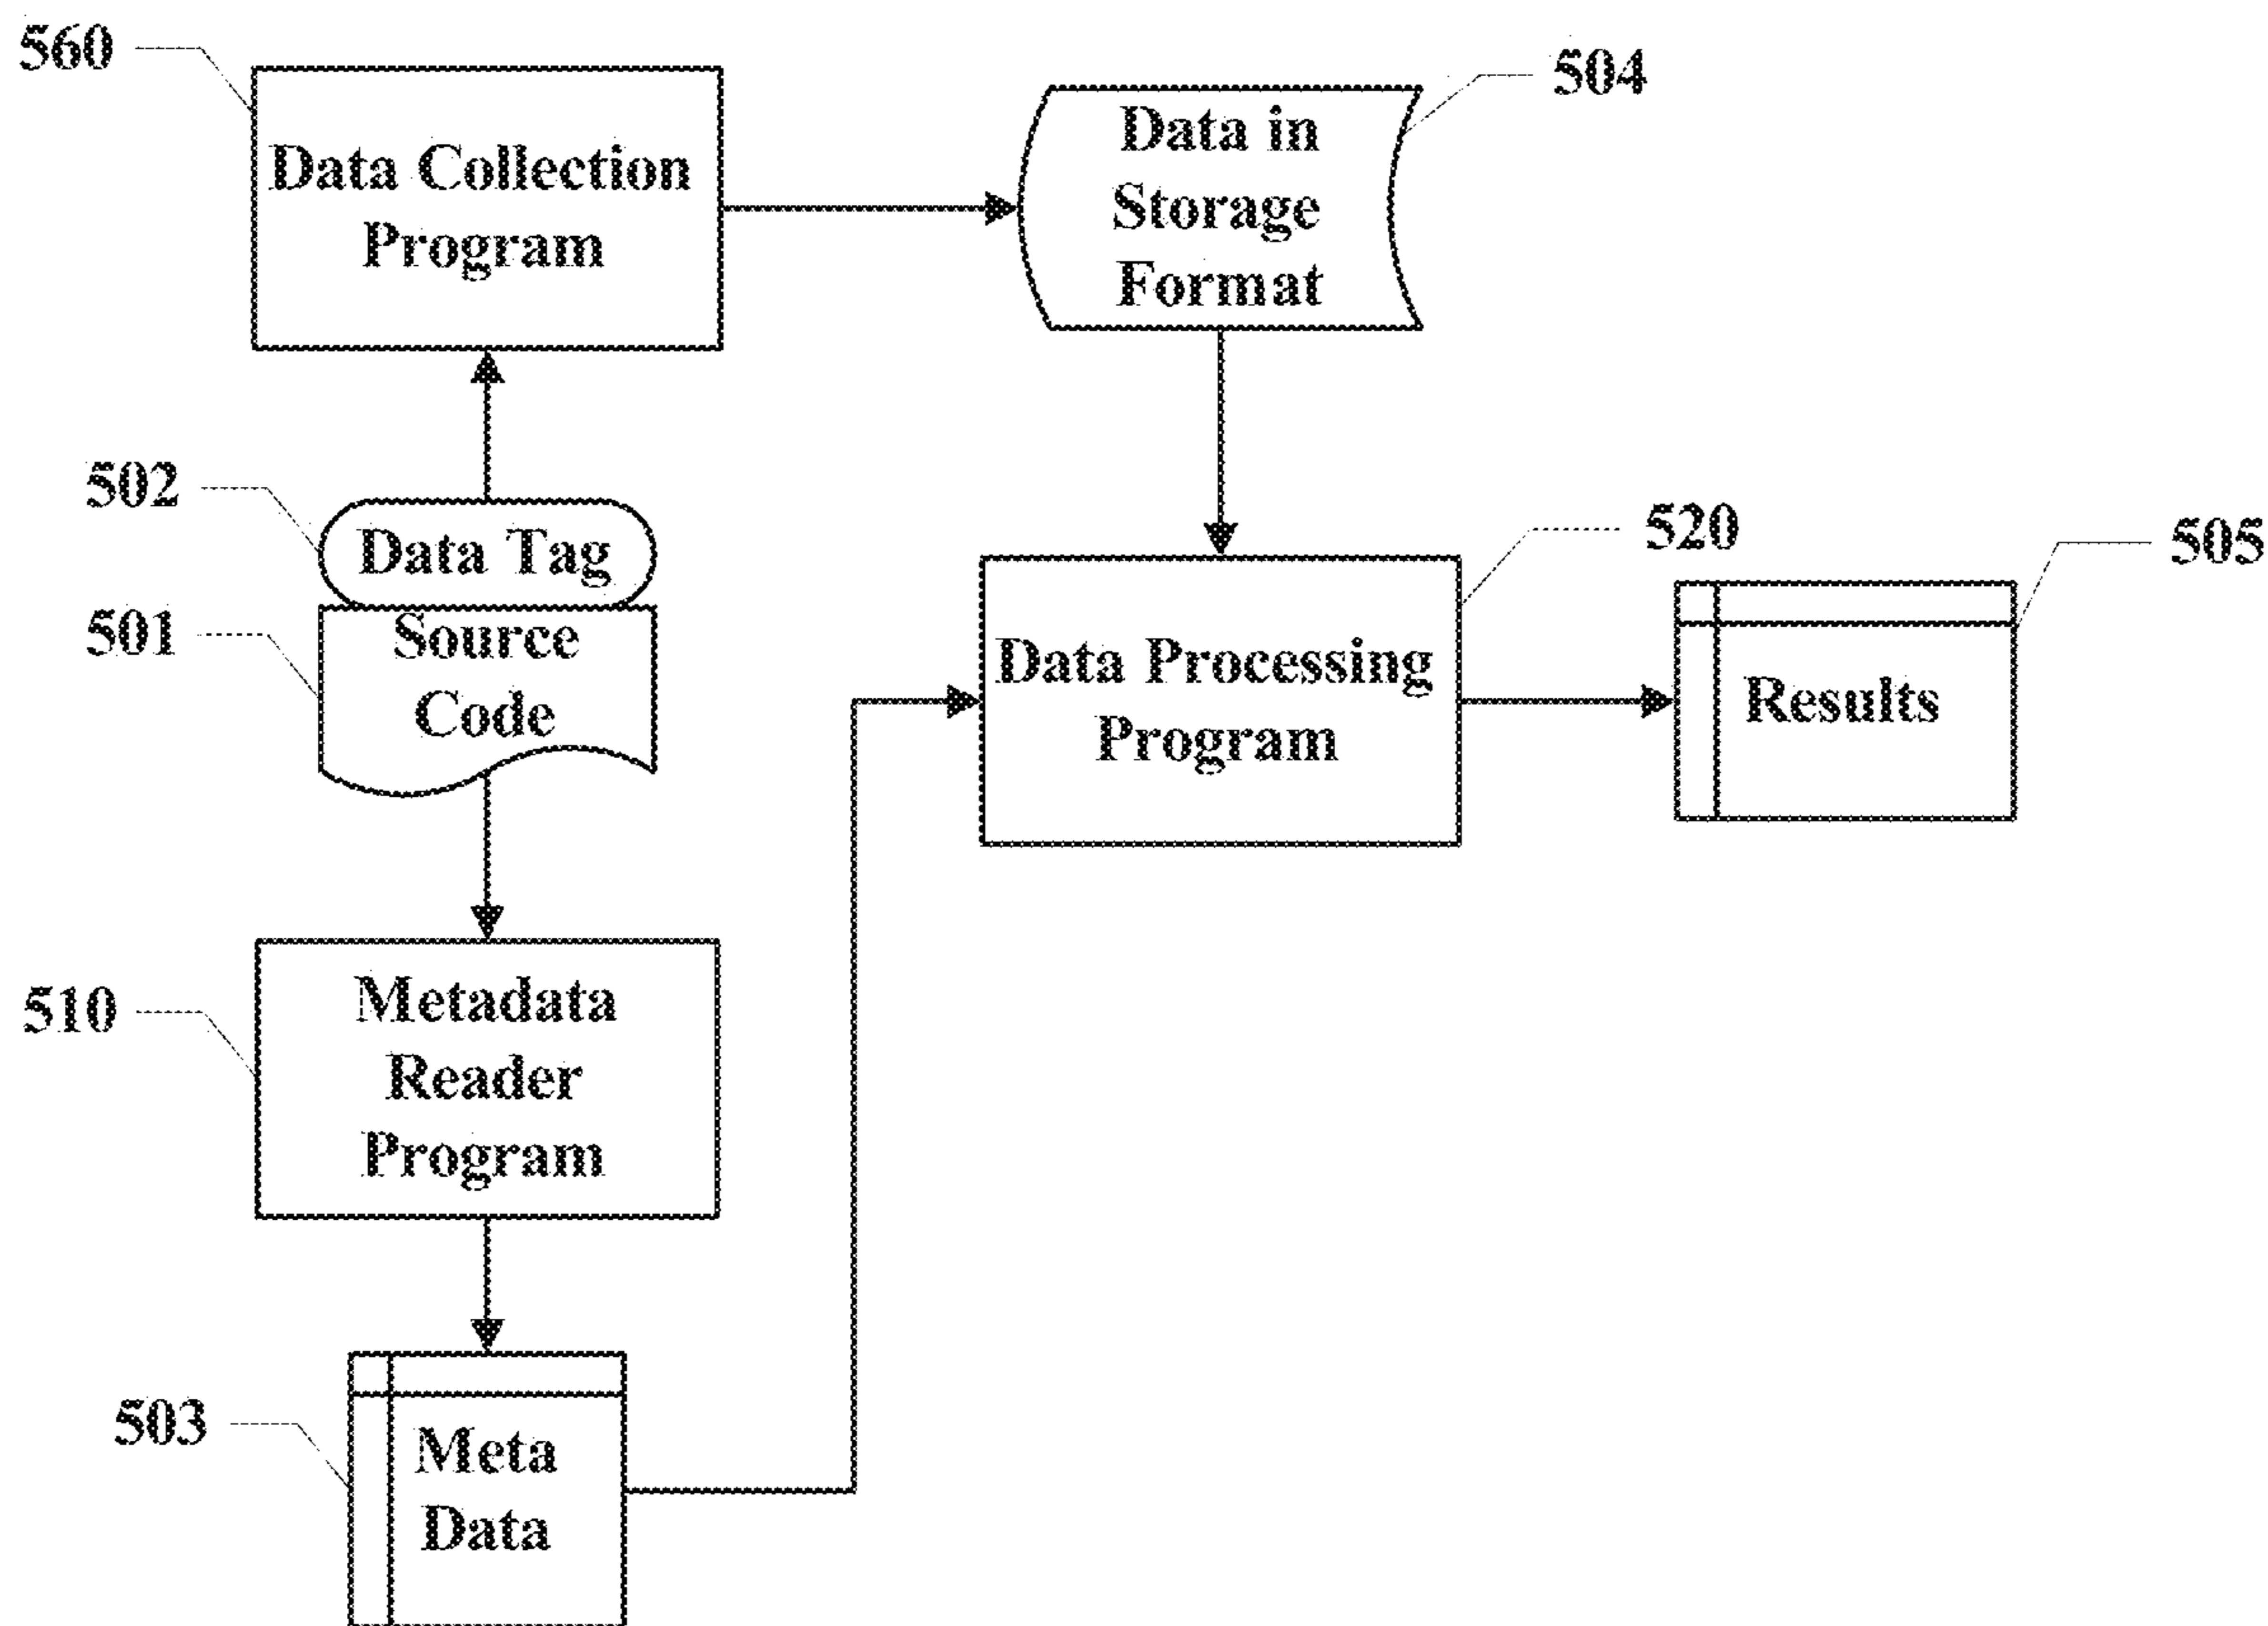 560
Data Collection
Program
504
Data in
Storage
Format
502
Data Tag
501
Source
Code
520
Data Processing
Program
505
Results
510
Metadata
Reader
Program
503
Meta
Data